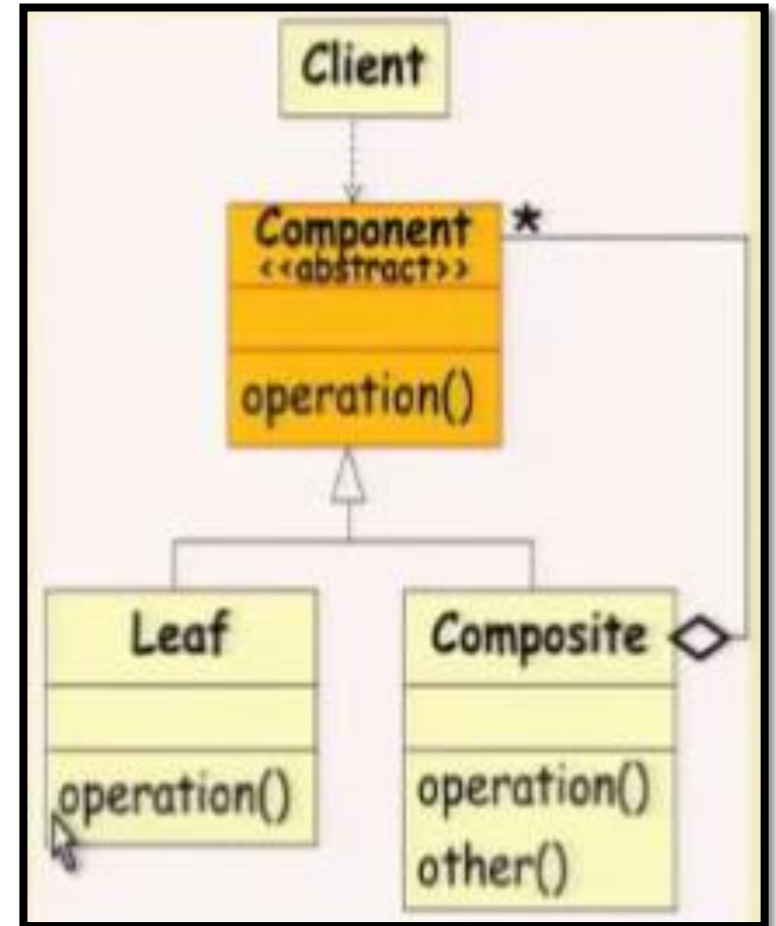 Client
Component
*
<<abstract>>
operation()
Leaf
Composite
operation()
operation()
other()